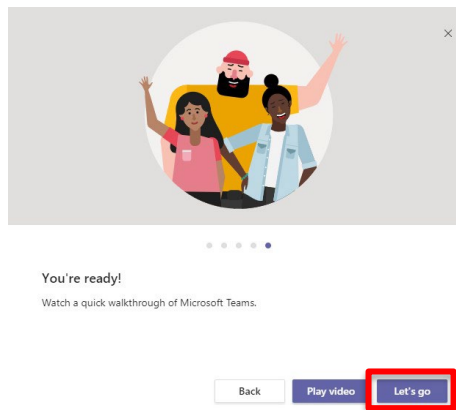 You're ready!
Watch a quick walkthrough of Microsoft Teams.
Back Play video Let's go